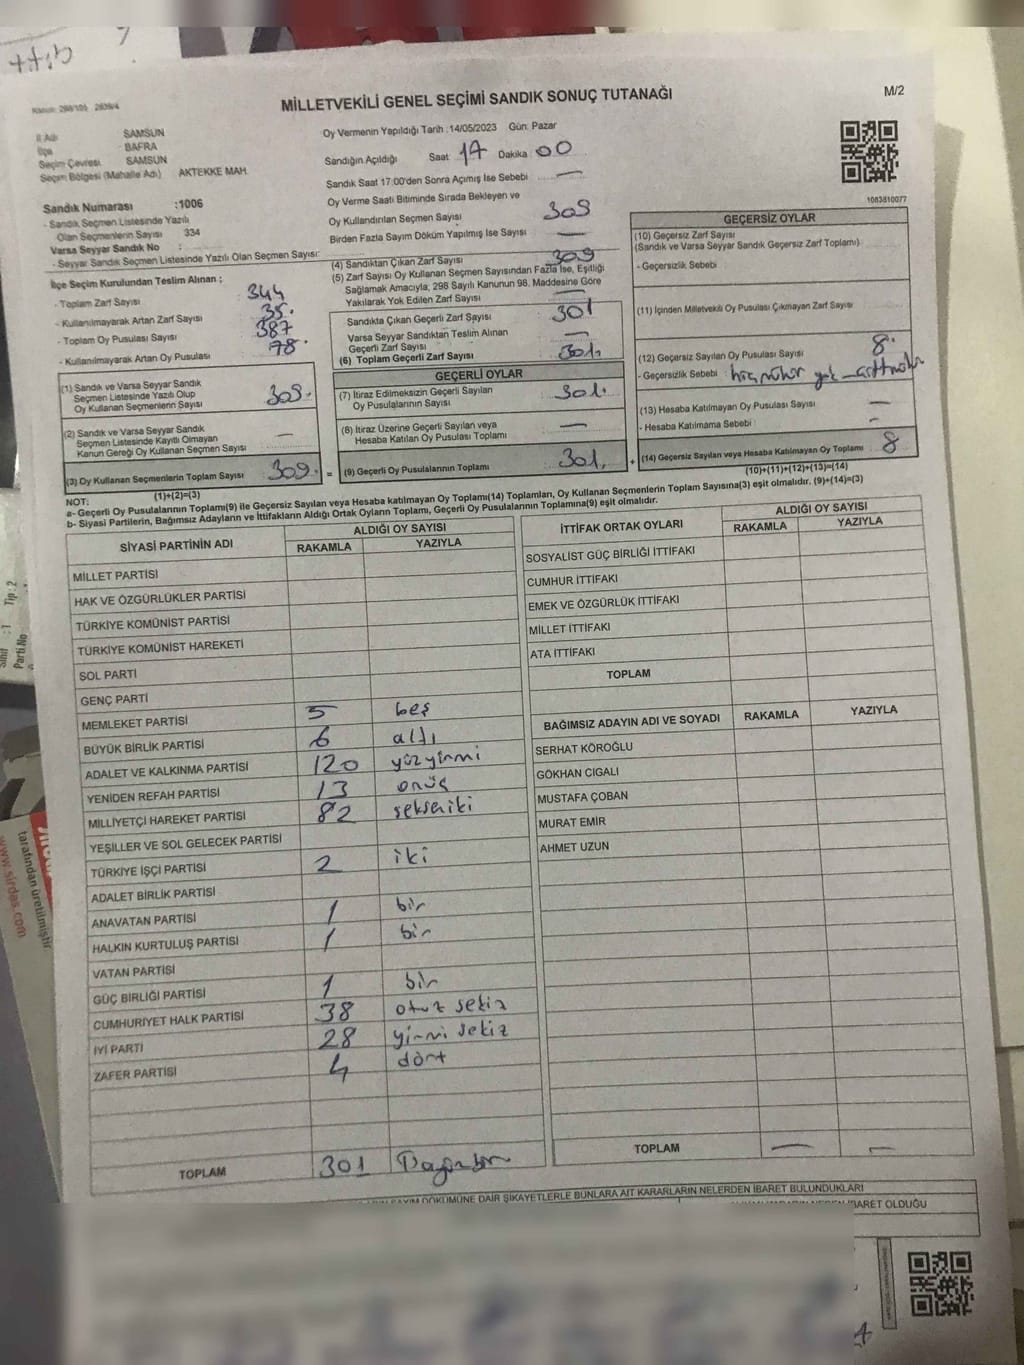 Kanun: 298/105 2839/4
MİLLETVEKİLİ GENEL SEÇİMİ SANDIK SONUÇ TUTANAĞI
M/2
İl Adı SAMSUN
İlçe BAFRA
Seçim Çevresi SAMSUN
Seçim Bölgesi (Mahalle Adı) AKTEKKE MAH.
Sandık Numarası :1006
- Sandık Seçmen Listesinde Yazılı
Olan Seçmenlerin Sayısı 334
Varsa Seyyar Sandık No :
- Seyyar Sandık Seçmen Listesinde Yazılı Olan Seçmen Sayısı:
İlçe Seçim Kurulundan Teslim Alınan :
- Toplam Zarf Sayısı 344
- Kullanılmayarak Artan Zarf Sayısı 35.
- Toplam Oy Pusulası Sayısı 387
- Kullanılmayarak Artan Oy Pusulası 78.
(1) Sandık ve Varsa Seyyar Sandık
Seçmen Listesinde Yazılı Olup
Oy Kullanan Seçmenlerin Sayısı 309.
(2) Sandık ve Varsa Seyyar Sandık
Seçmen Listesinde Kayıtlı Olmayan
Kanun Gereği Oy Kullanan Seçmen Sayısı —
(3) Oy Kullanan Seçmenlerin Toplam Sayısı 309.
(1)+(2)=(3)
Oy Vermenin Yapıldığı Tarih :14/05/2023 Gün: Pazar
Sandığın Açıldığı Saat 17 Dakika 00
Sandık Saat 17:00'den Sonra Açımış İse Sebebi —
Oy Verme Saati Bitiminde Sırada Bekleyen ve
Oy Kullandırılan Seçmen Sayısı 309
Birden Fazla Sayım Döküm Yapılmış İse Sayısı —
(4) Sandıktan Çıkan Zarf Sayısı 309
(5) Zarf Sayısı Oy Kullanan Seçmen Sayısından Fazla İse, Eşitliği
Sağlamak Amacıyla; 298 Sayılı Kanunun 98. Maddesine Göre
Yakılarak Yok Edilen Zarf Sayısı —
Sandıkta Çıkan Geçerli Zarf Sayısı 301
Varsa Seyyar Sandıktan Teslim Alınan
Geçerli Zarf Sayısı —
(6) Toplam Geçerli Zarf Sayısı 301.
GEÇERLİ OYLAR
(7) İtiraz Edilmeksizin Geçerli Sayılan
Oy Pusulalarının Sayısı 301.
(8) İtiraz Üzerine Geçerli Sayılan veya
Hesaba Katılan Oy Pusulası Toplamı —
= (9) Geçerli Oy Pusulalarının Toplamı 301.
1083810077
GEÇERSİZ OYLAR
(10) Geçersiz Zarf Sayısı
(Sandık ve Varsa Seyyar Sandık Geçersiz Zarf Toplamı)
- Geçersizlik Sebebi
(11) İçinden Milletvekili Oy Pusulası Çıkmayan Zarf Sayısı
(12) Geçersiz Sayılan Oy Pusulası Sayısı 8.
- Geçersizlik Sebebi :
(13) Hesaba Katılmayan Oy Pusulası Sayısı —
- Hesaba Katılmama Sebebi : —
+ (14) Geçersiz Sayılan veya Hesaba Katılmayan Oy Toplamı 8
(10)+(11)+(12)+(13)=(14)
NOT:
a- Geçerli Oy Pusulalarının Toplamı(9) ile Geçersiz Sayılan veya Hesaba katılmayan Oy Toplamı(14) Toplamları, Oy Kullanan Seçmenlerin Toplam Sayısına(3) eşit olmalıdır. (9)+(14)=(3)
b- Siyasi Partilerin, Bağımsız Adayların ve İttifakların Aldığı Ortak Oyların Toplamı, Geçerli Oy Pusulalarının Toplamına(9) eşit olmalıdır.
SİYASİ PARTİNİN ADI ALDIĞI OY SAYISI
RAKAMLA YAZIYLA
MİLLET PARTİSİ
HAK VE ÖZGÜRLÜKLER PARTİSİ
TÜRKİYE KOMÜNİST PARTİSİ
TÜRKİYE KOMÜNİST HAREKETİ
SOL PARTİ
GENÇ PARTİ
MEMLEKET PARTİSİ 5 beş
BÜYÜK BİRLİK PARTİSİ 6 altı
ADALET VE KALKINMA PARTİSİ 120 yüzyirmi
YENİDEN REFAH PARTİSİ 13 onüç
MİLLİYETÇİ HAREKET PARTİSİ 82 sekseniki
YEŞİLLER VE SOL GELECEK PARTİSİ
TÜRKİYE İŞÇİ PARTİSİ 2 iki
ADALET BİRLİK PARTİSİ
ANAVATAN PARTİSİ 1 bir
HALKIN KURTULUŞ PARTİSİ 1 bir
VATAN PARTİSİ
GÜÇ BİRLİĞİ PARTİSİ 1 bir
CUMHURİYET HALK PARTİSİ 38 otuz sekiz
İYİ PARTİ 28 yirmi sekiz
ZAFER PARTİSİ 4 dört
TOPLAM 301
İTTİFAK ORTAK OYLARI ALDIĞI OY SAYISI
RAKAMLA YAZIYLA
SOSYALİST GÜÇ BİRLİĞİ İTTİFAKI
CUMHUR İTTİFAKI
EMEK VE ÖZGÜRLÜK İTTİFAKI
MİLLET İTTİFAKI
ATA İTTİFAKI
TOPLAM
BAĞIMSIZ ADAYIN ADI VE SOYADI RAKAMLA YAZIYLA
SERHAT KÖROĞLU
GÖKHAN CIGALI
MUSTAFA ÇOBAN
MURAT EMİR
AHMET UZUN
TOPLAM — —
SAYIM DÖKÜMÜNE DAİR ŞİKAYETLERLE BUNLARA AİT KARARLARIN NELERDEN İBARET BULUNDUKLARI
İBARET OLDUĞU
Tip :2
:1
Parti No
tarafından üretilmiştir.
www.sirdas.com